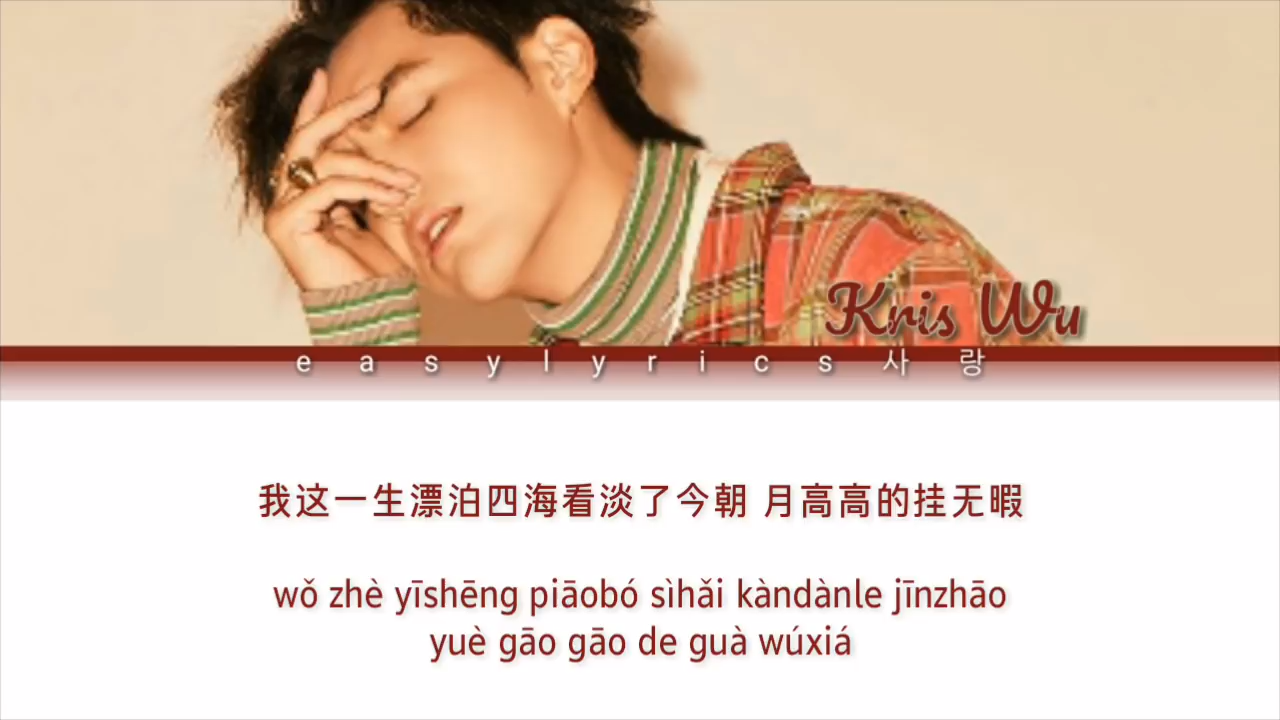 Kris Wu
easylyrics사랑
我这一生漂泊四海看淡了今朝 月高高的挂无暇
wǒ zhè yīshēng piāobó sìhǎi kàndànle jīnzhāo
yuè gāo gāo de guà wúxiá